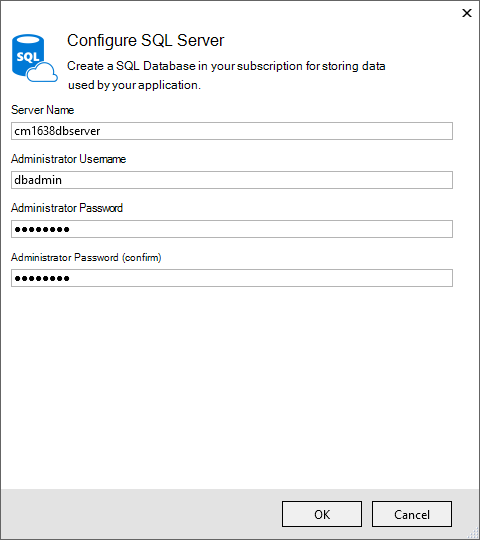 Configure SQL Server
SQL
Create a SQL Database in your subscription for storing data
used by your application.
Server Name
cm1638dbserver
Administrator Username
dbadmin
Administrator Password
●●●●●●●●
Administrator Password (confirm)
●●●●●●●●
OK
Cancel